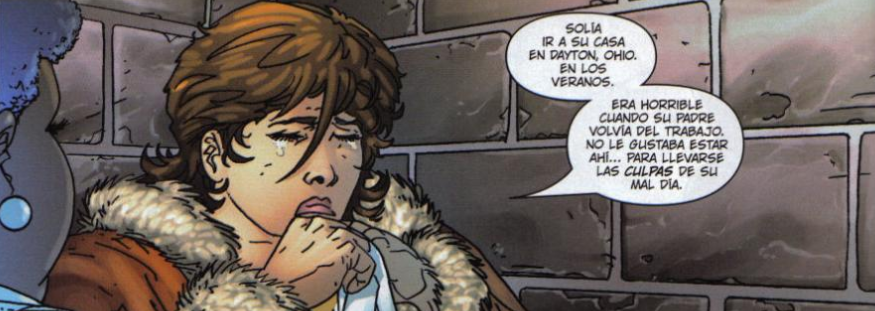 SOLÍA
IR A SU CASA
EN DAYTON, OHIO.
EN LOS
VERANOS.
ERA HORRIBLE
CUANDO SU PADRE
VOLVÍA DEL TRABAJO.
NO LE GUSTABA ESTAR
AHÍ... PARA LLEVARSE
LAS CULPAS DE SU
MAL DÍA.